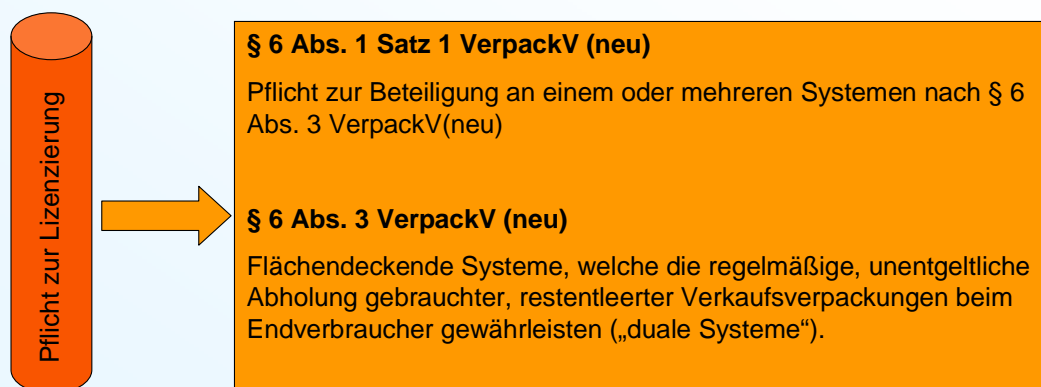 Pflicht zur Lizenzierung
§ 6 Abs. 1 Satz 1 VerpackV (neu)
Pflicht zur Beteiligung an einem oder mehreren Systemen nach § 6
Abs. 3 VerpackV(neu)
§ 6 Abs. 3 VerpackV (neu)
Flächendeckende Systeme, welche die regelmäßige, unentgeltliche
Abholung gebrauchter, restentleerter Verkaufsverpackungen beim
Endverbraucher gewährleisten („duale Systeme“).